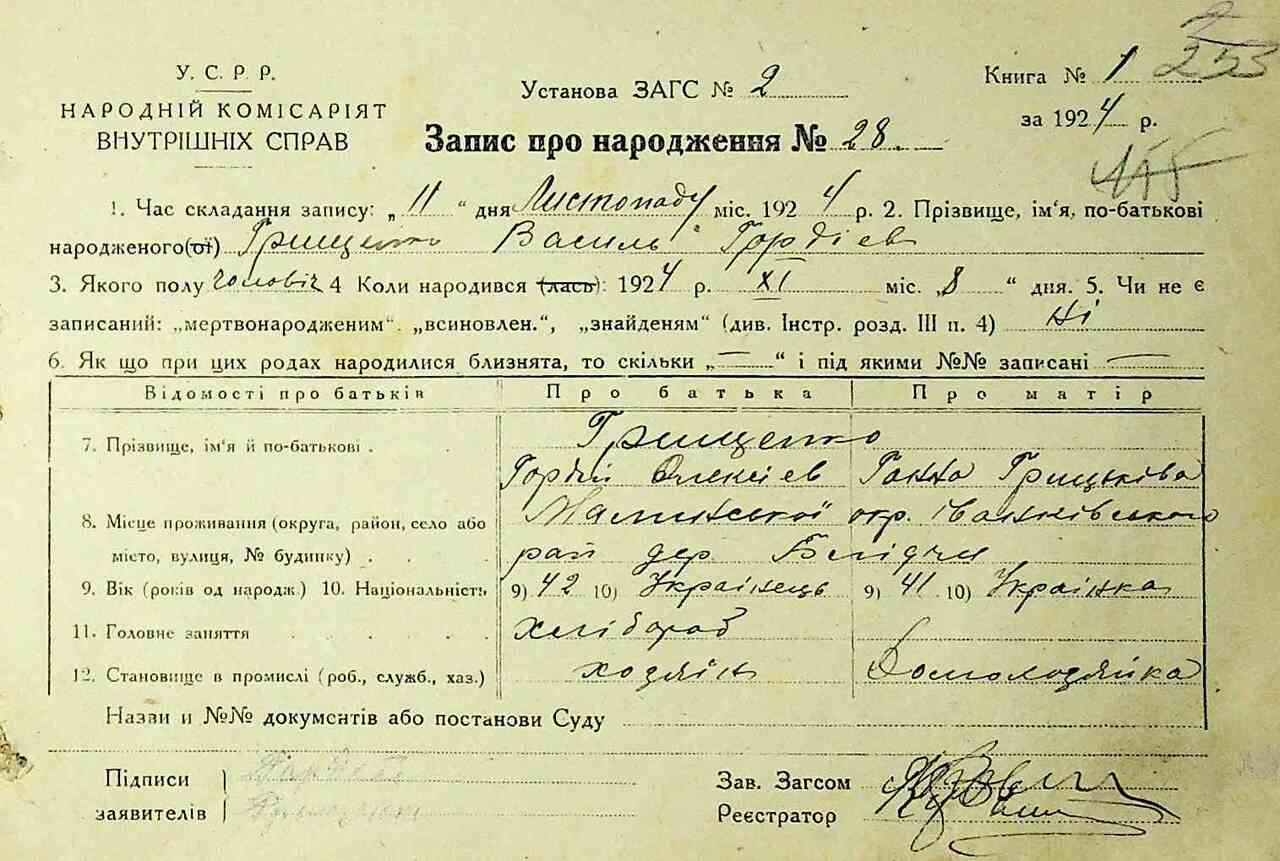 У. С. Р. Р.
НАРОДНІЙ КОМІСАРІЯТ
ВНУТРІШНІХ СПРАВ
Установа ЗАГС № 2
Запис про народження № 28.
Книга № 1
253
за 1924 р.
1. Час складання запису: „ 11 “ дня Листопаду міс. 1924 р. 2. Прізвище, ім‘я, по-батькові
народженого(тої) Грищенко Василь Гордієв
3. Якого полу чоловіч 4 Коли народився (лась): 1924 р. XI міс. „8 “ дня. 5. Чи не є
записаний: „мертвонародженим“. „всиновлен.“, „знайденям“ (див. Інстр. розд. III п. 4) Ні
6. Як що при цих родах народилися близнята, то скільки „ — “ і під якими №№ записані —
Відомості про батьків Про батька Про матір
7. Прізвище, ім‘я й по-батькові . Грищенко
Гордій Олексієв Ганна Грицькова
8. Місце проживання (округа, район, село або Малинської окр. Іванківського
місто, вулиця, № будинку) . . рай дер
9. Вік (років од народж.) 10. Національність 9) 42 10) Українець 9) 41 10) Українка
11. Головне заняття . . . . . . хлібороб
12. Становище в промислі (роб., служб., хаз.) хозяїн Домохозяйка
Назви и №№ документів або постанови Суду
Підписи
заявителів
Зав. Загсом
Реєстратор